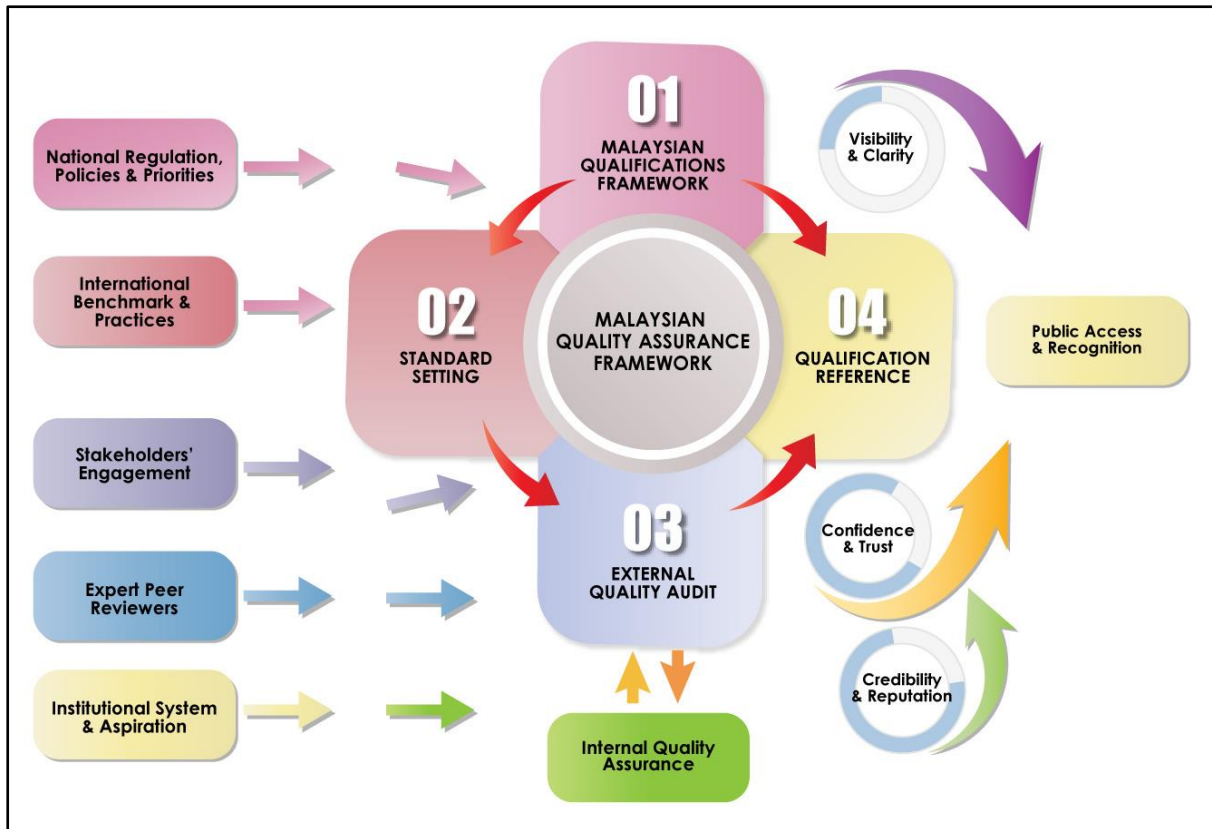 National Regulation,
Policies & Priorities
International
Benchmark &
Practices
Stakeholders’
Engagement
Expert Peer
Reviewers
Institutional System
& Aspiration
01
MALAYSIAN
QUALIFICATIONS
FRAMEWORK
02
STANDARD
SETTING
MALAYSIAN
QUALITY ASSURANCE
FRAMEWORK
03
EXTERNAL
QUALITY AUDIT
04
QUALIFICATION
REFERENCE
Internal Quality
Assurance
Visibility
& Clarity
Public Access
& Recognition
Confidence
& Trust
Credibility
& Reputation